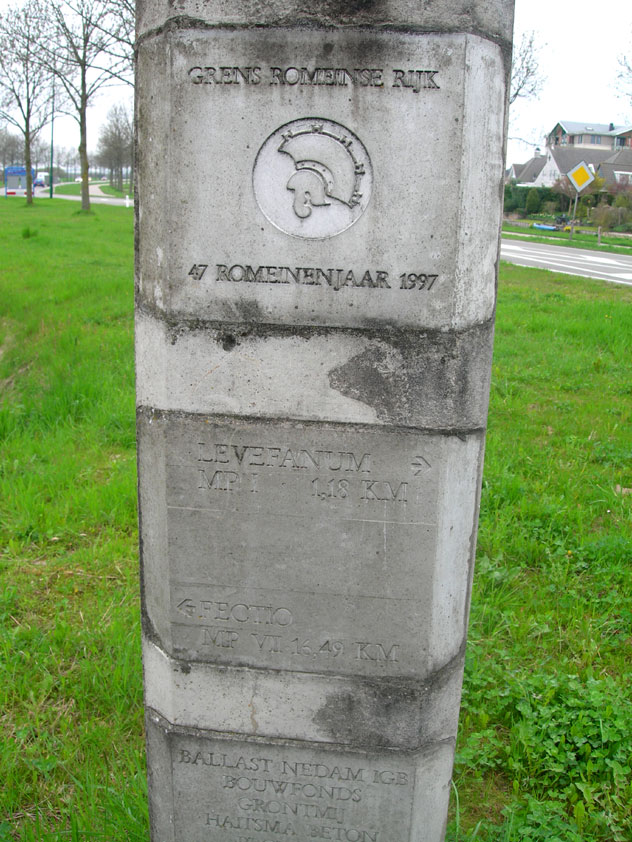 GRENS ROMEINSE RIJK
47 ROMEINENJAAR 1997
LEVEFANUM →
MP I 1,18 KM
← FECTIO
MP VII 16,49 KM
BALLAST NEDAM IGB
BOUWFONDS
GRONTMIJ
HAITSMA BETON